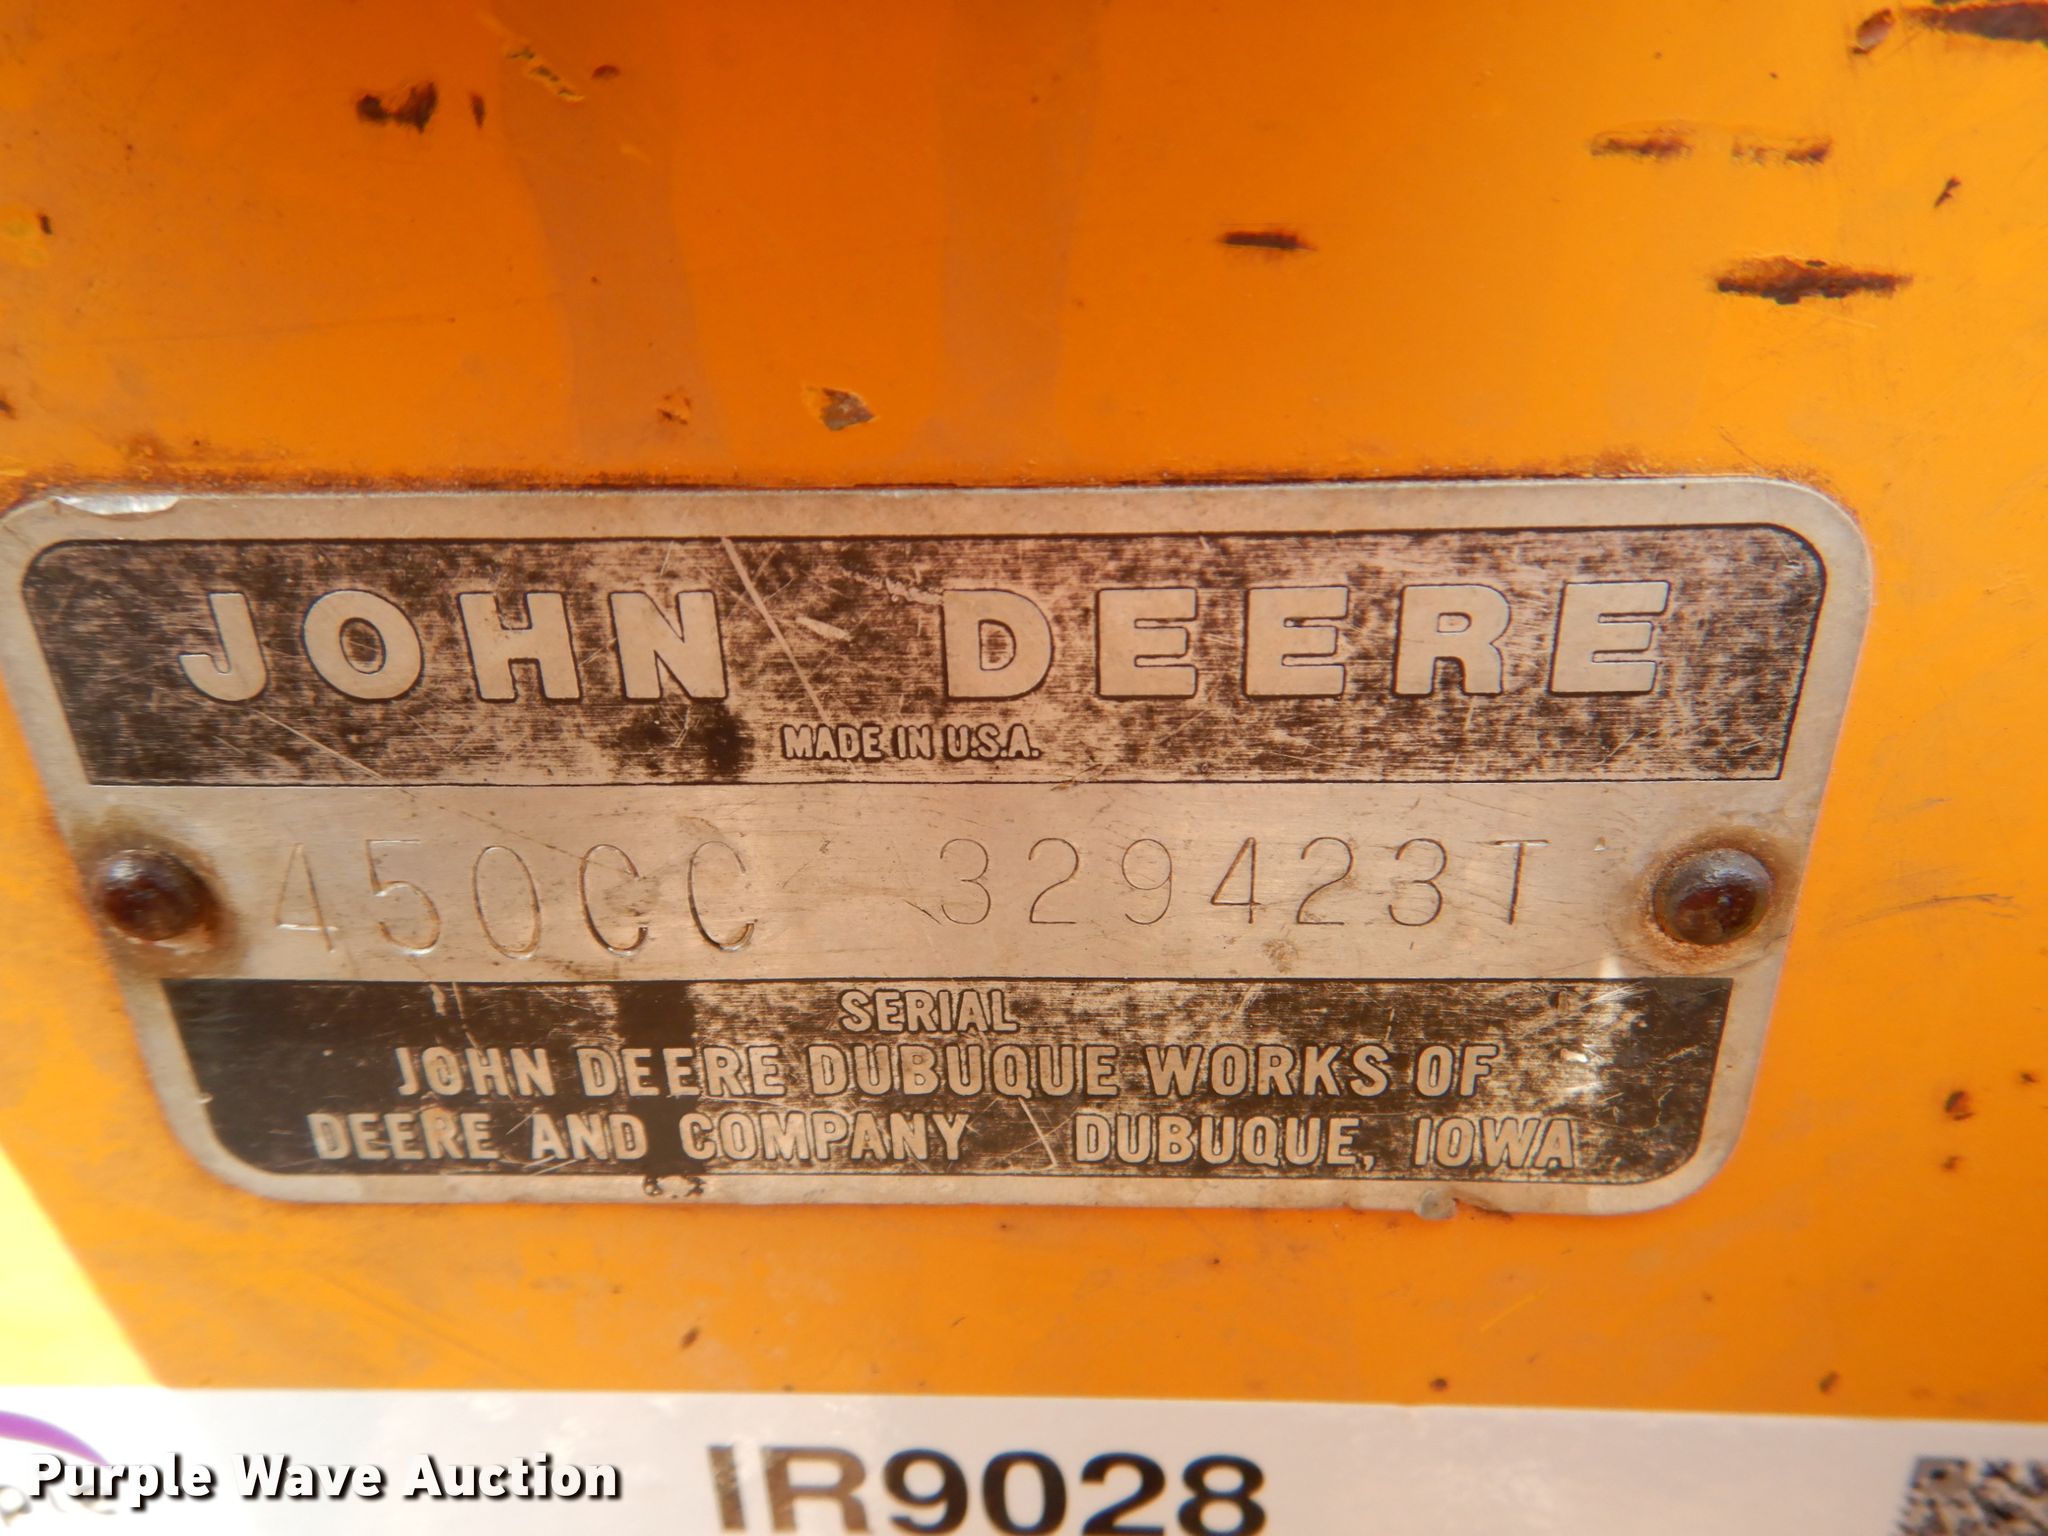 JOHN DEERE
MADE IN U.S.A.
450CC 329423T
SERIAL
JOHN DEERE DUBUQUE WORKS OF
DEERE AND COMPANY DUBUQUE, IOWA
Purple Wave Auction
IR9028